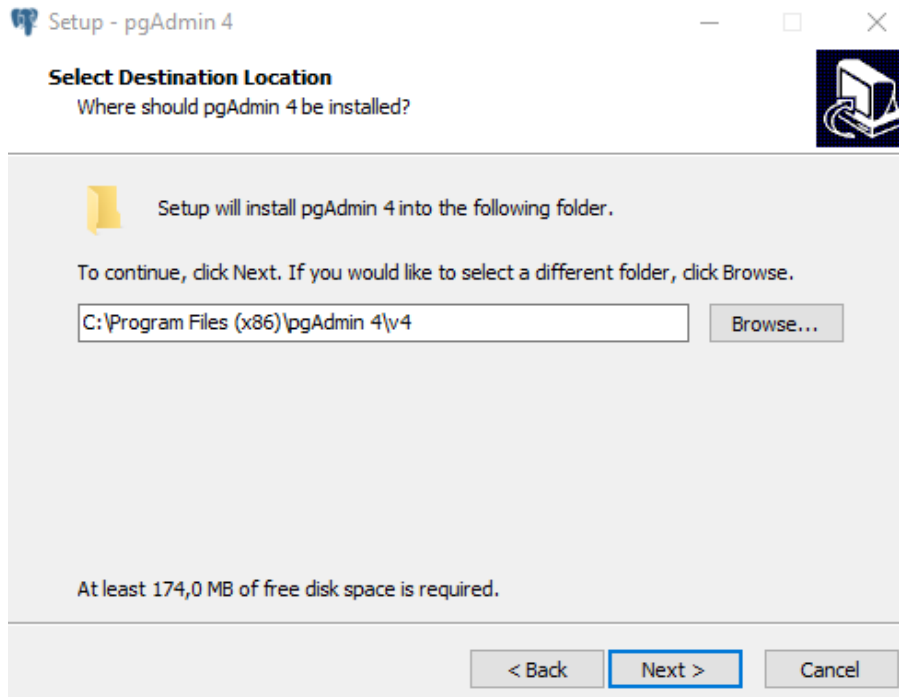 Setup - pgAdmin 4
Select Destination Location
Where should pgAdmin 4 be installed?
Setup will install pgAdmin 4 into the following folder.
To continue, click Next. If you would like to select a different folder, click Browse.
C:\Program Files (x86)\pgAdmin 4\v4
Browse...
At least 174,0 MB of free disk space is required.
< Back Next > Cancel